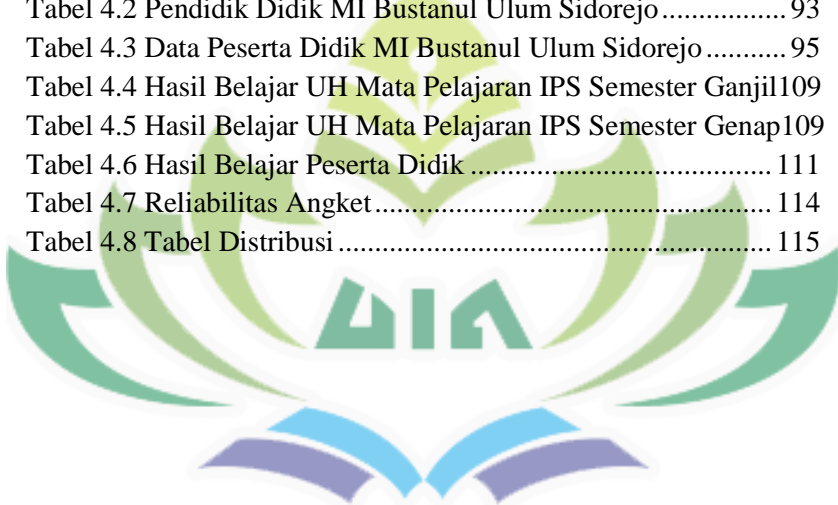 Tabel 4.2 Pendidik Didik MI Bustanul Ulum Sidorejo ............... 93
Tabel 4.3 Data Peserta Didik MI Bustanul Ulum Sidorejo ............ 95
Tabel 4.4 Hasil Belajar UH Mata Pelajaran IPS Semester Ganjil109
Tabel 4.5 Hasil Belajar UH Mata Pelajaran IPS Semester Genap109
Tabel 4.6 Hasil Belajar Peserta Didik ...................................... 111
Tabel 4.7 Reliabilitas Angket .................................................. 114
Tabel 4.8 Tabel Distribusi ....................................................... 115
UIN